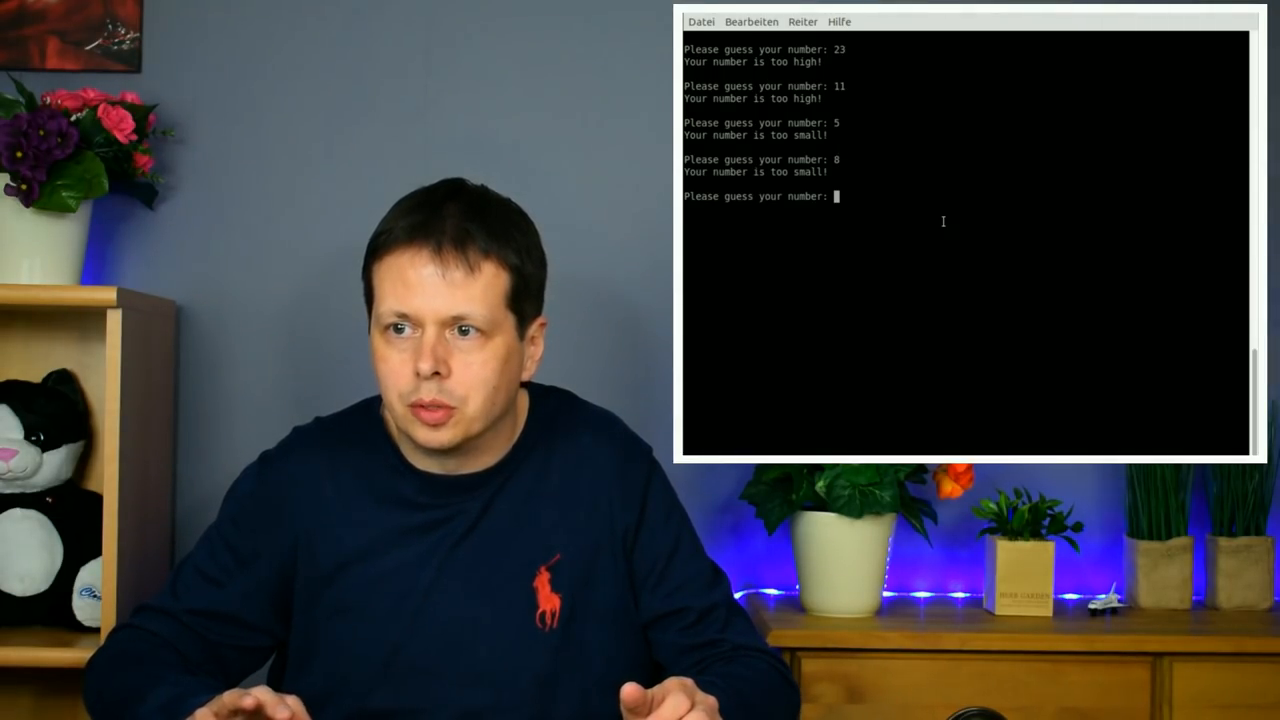 Datei Bearbeiten Reiter Hilfe
Please guess your number: 23
Your number is too high!
Please guess your number: 11
Your number is too high!
Please guess your number: 5
Your number is too small!
Please guess your number: 8
Your number is too small!
Please guess your number:
HERB GARDEN